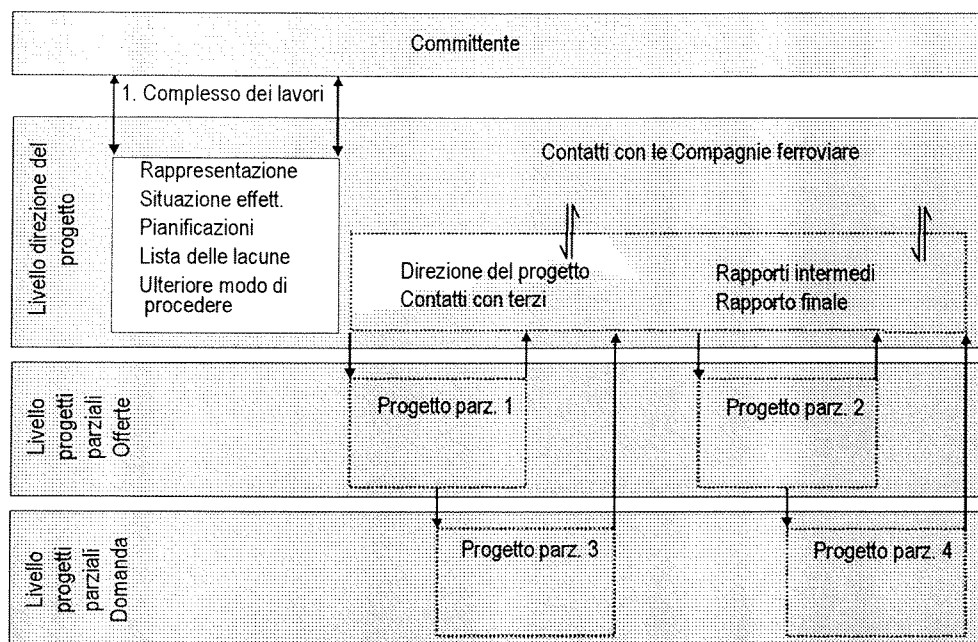 Committente
1. Complesso dei lavori
Livello direzione del
progetto
Rappresentazione
Situazione effett.
Pianificazioni
Lista delle lacune
Ulteriore modo di
procedere
Contatti con le Compagnie ferroviare
Direzione del progetto
Contatti con terzi
Rapporti intermedi
Rapporto finale
Livello
progetti
parziali
Offerte
Progetto parz. 1
Progetto parz. 2
Livello
progetti
parziali
Domanda
Progetto parz. 3
Progetto parz. 4